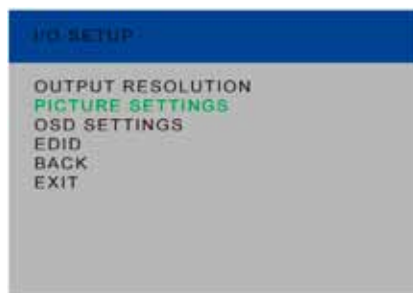 I/O SETUP
OUTPUT RESOLUTION
PICTURE SETTINGS
OSD SETTINGS
EDID
BACK
EXIT